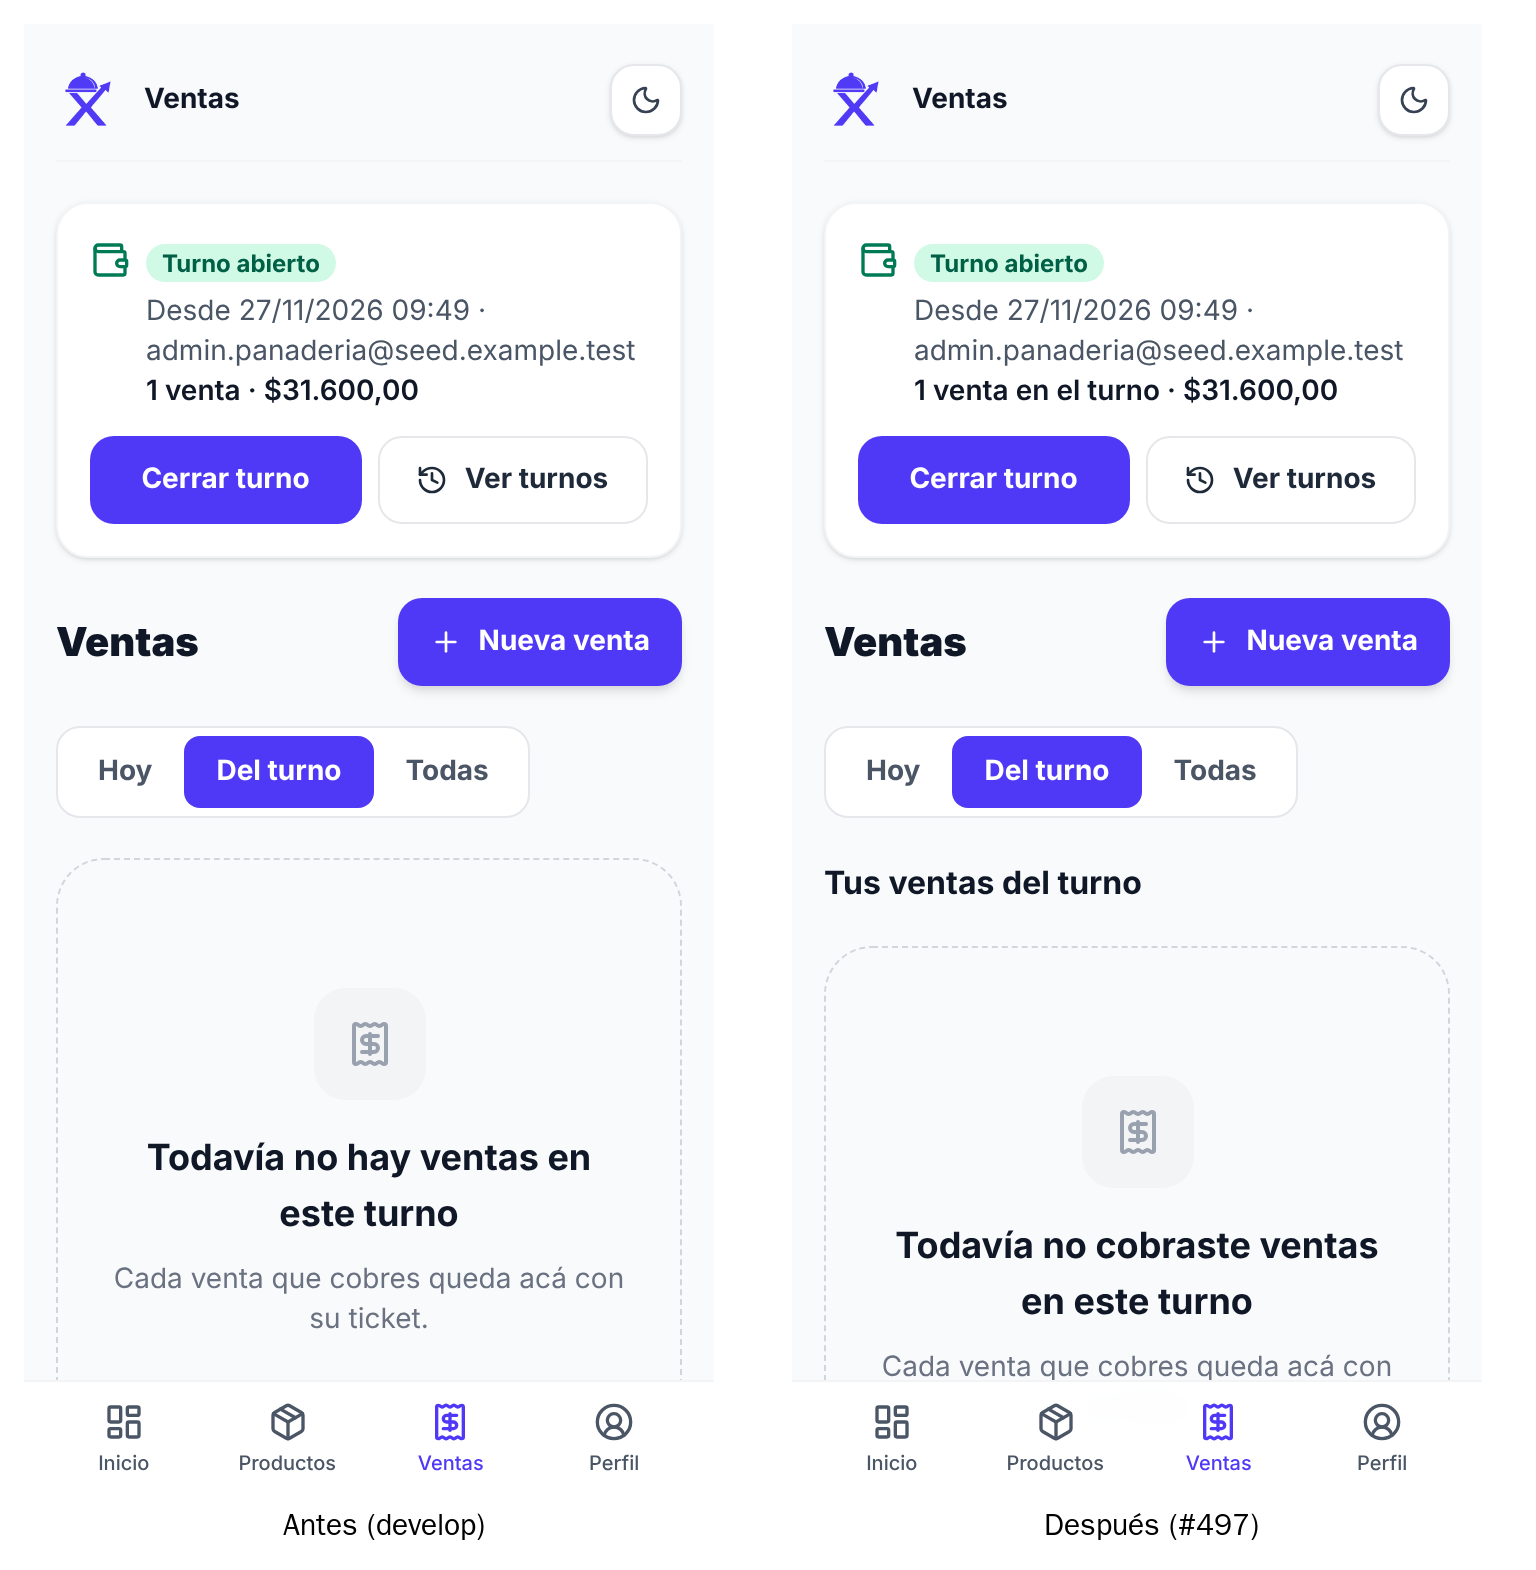 Ventas
Turno abierto
Desde 27/11/2026 09:49 ·
admin.panaderia@seed.example.test
1 venta · $31.600,00
Cerrar turno
Ver turnos
Ventas
Nueva venta
Hoy
Del turno
Todas
Todavía no hay ventas en
este turno
Cada venta que cobres queda acá con
su ticket.
Inicio
Productos
Ventas
Perfil
Antes (develop)
Ventas
Turno abierto
Desde 27/11/2026 09:49 ·
admin.panaderia@seed.example.test
1 venta en el turno · $31.600,00
Cerrar turno
Ver turnos
Ventas
Nueva venta
Hoy
Del turno
Todas
Tus ventas del turno
Todavía no cobraste ventas
en este turno
Cada venta que cobres queda acá con
Inicio
Productos
Ventas
Perfil
Después (#497)